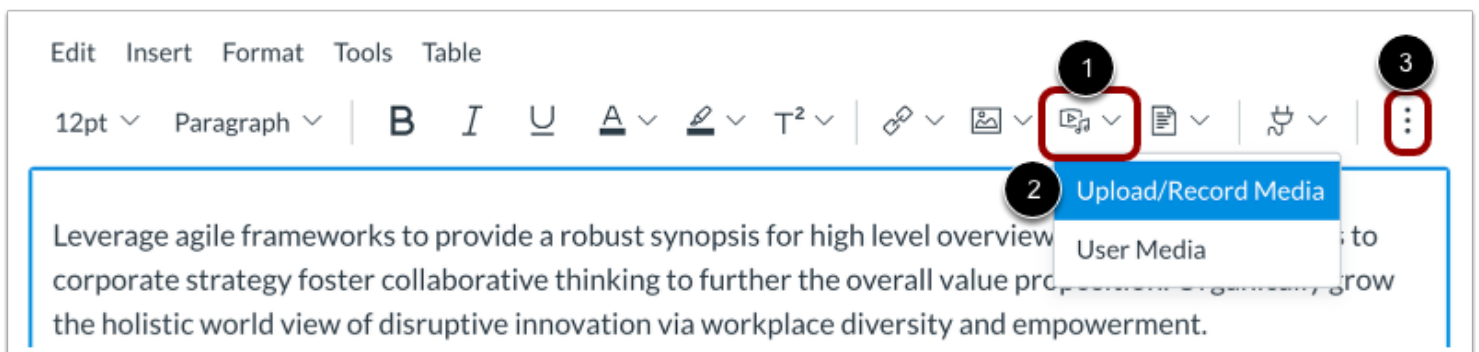 Edit Insert Format Tools Table
1
3
12pt Paragraph B I U A T²
2
Upload/Record Media
User Media
Leverage agile frameworks to provide a robust synopsis for high level overview to
corporate strategy foster collaborative thinking to further the overall value grow
the holistic world view of disruptive innovation via workplace diversity and empowerment.